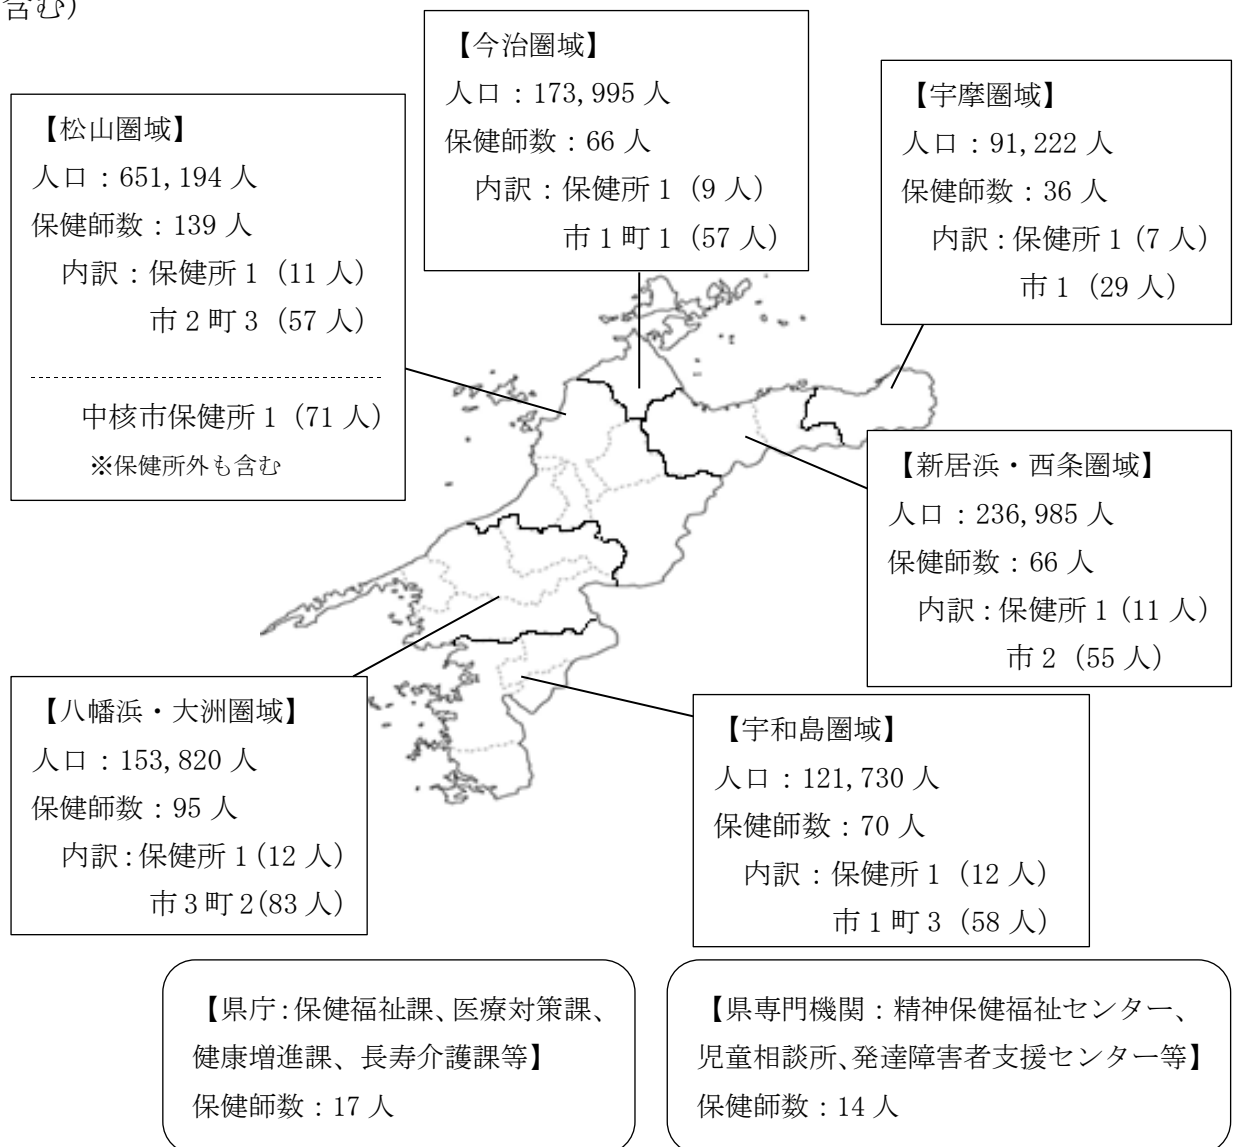 含む）
【今治圏域】
人口：173,995 人
保健師数：66 人
内訳：保健所 1（9 人）
市 1 町 1（57 人）
【宇摩圏域】
人口：91,222 人
保健師数：36 人
内訳：保健所 1（7 人）
市 1（29 人）
【松山圏域】
人口：651,194 人
保健師数：139 人
内訳：保健所 1（11 人）
市 2 町 3（57 人）
中核市保健所 1（71 人）
※保健所外も含む
【新居浜・西条圏域】
人口：236,985 人
保健師数：66 人
内訳：保健所 1（11 人）
市 2（55 人）
【八幡浜・大洲圏域】
人口：153,820 人
保健師数：95 人
内訳：保健所 1（12 人）
市 3 町 2（83 人）
【宇和島圏域】
人口：121,730 人
保健師数：70 人
内訳：保健所 1（12 人）
市 1 町 3（58 人）
【県庁：保健福祉課、医療対策課、
健康増進課、長寿介護課等】
保健師数：17 人
【県専門機関：精神保健福祉センター、
児童相談所、発達障害者支援センター等】
保健師数：14 人